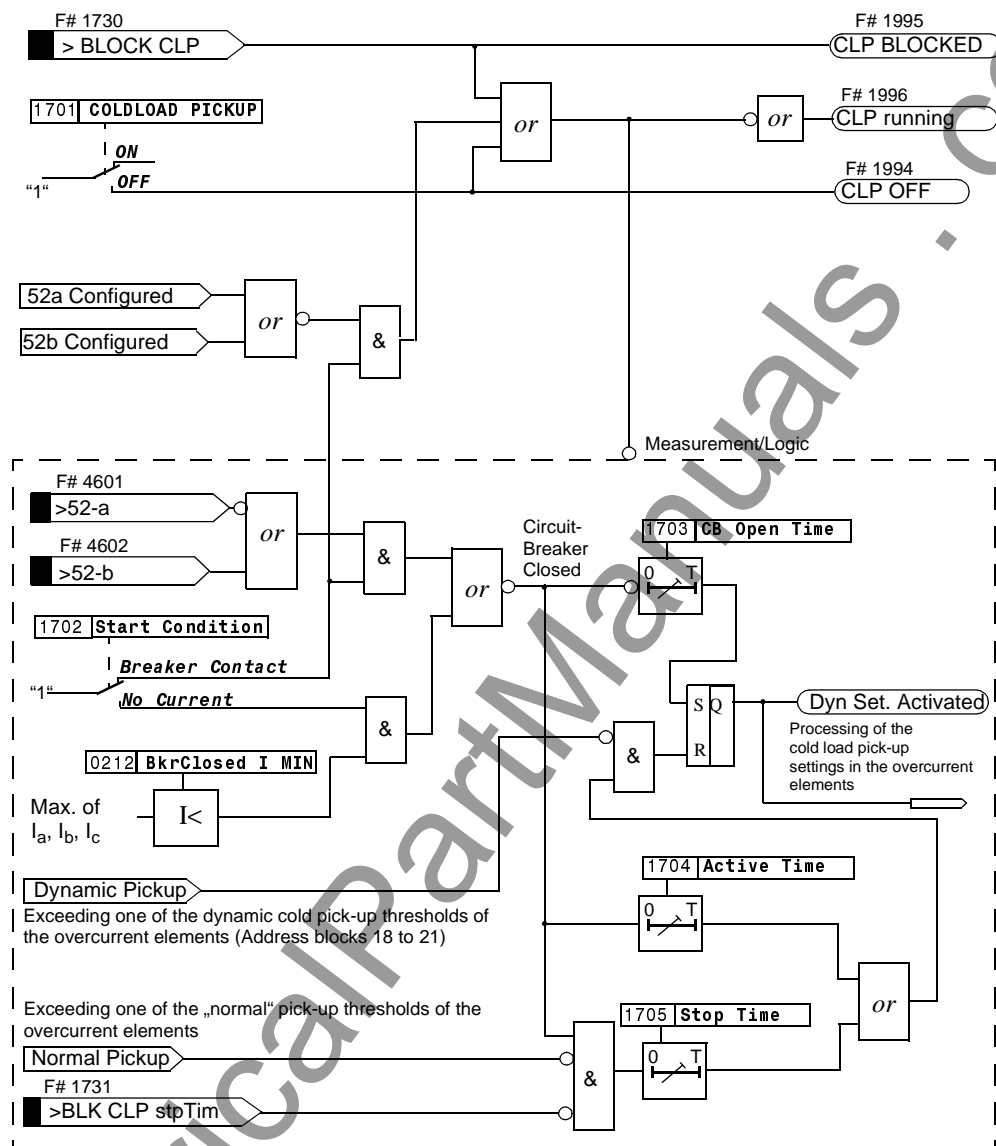 F# 1730
> BLOCK CLP
F# 1995
CLP BLOCKED
1701 COLDLOAD PICKUP
ON
OFF
"1"
or
or
F# 1996
CLP running
F# 1994
CLP OFF
52a Configured
52b Configured
or
&
Measurement/Logic
F# 4601
>52-a
F# 4602
>52-b
or
&
or
Circuit-
Breaker
Closed
1703 CB Open Time
0 T
1702 Start Condition
Breaker Contact
"1"
No Current
&
S Q
R
&
Dyn Set. Activated
Processing of the
cold load pick-up
settings in the overcurrent
elements
0212 BkrClosed I MIN
Max. of
Ia, Ib, Ic
I<
Dynamic Pickup
Exceeding one of the dynamic cold pick-up thresholds of
the overcurrent elements (Address blocks 18 to 21)
1704 Active Time
0 T
or
Exceeding one of the „normal“ pick-up thresholds of the
overcurrent elements
Normal Pickup
F# 1731
>BLK CLP stpTim
&
1705 Stop Time
0 T